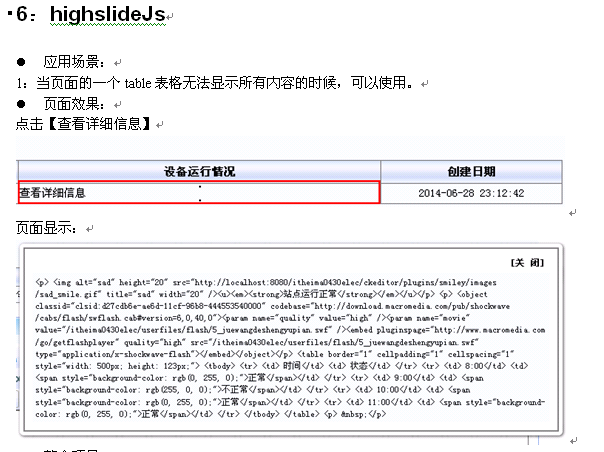 6：highslideJs
● 应用场景：
1：当页面的一个 table 表格无法显示所有内容的时候，可以使用。
● 页面效果：
点击【查看详细信息】
设备运行情况 创建日期
查看详细信息 2014-06-28 23:12:42
页面显示：
[关 闭]
<p> <img alt="sad" height="20" src="http://localhost:8080/itheima0430elec/ckeditor/plugins/smiley/images
/sad_smile.gif" title="sad" width="20" /><u><em><strong>站点运行正常</strong></em></u></p> <p> <object
classid="clsid:d27cdb6e-ae6d-11cf-96b8-444553540000" codebase="http://download.macromedia.com/pub/shockwave
/cabs/flash/swflash.cab#version=6,0,40,0"><param name="quality" value="high" /><param name="movie"
value="/itheima0430elec/userfiles/flash/5_juewangdeshengyupian.swf" /><embed pluginspage="http://www.macromedia.com
/go/getflashplayer" quality="high" src="/itheima0430elec/userfiles/flash/5_juewangdeshengyupian.swf"
type="application/x-shockwave-flash"></embed></object></p> <table border="1" cellpadding="1" cellspacing="1"
style="width: 500px; height: 123px;"> <tbody> <tr> <td> 时间</td> <td> 状态</td> </tr> <tr> <td> 8:00</td> <td>
<span style="background-color: rgb(0, 255, 0);">正常</span></td> </tr> <tr> <td> 9:00</td> <td> <span
style="background-color: rgb(255, 0, 0);">不正常</span></td> </tr> <tr> <td> 10:00</td> <td> <span
style="background-color: rgb(0, 255, 0);">正常</span></td> </tr> <tr> <td> 11:00</td> <td> <span style="background-
color: rgb(0, 255, 0);">正常</span></td> </tr> </tbody> </table> <p> &nbsp;</p>